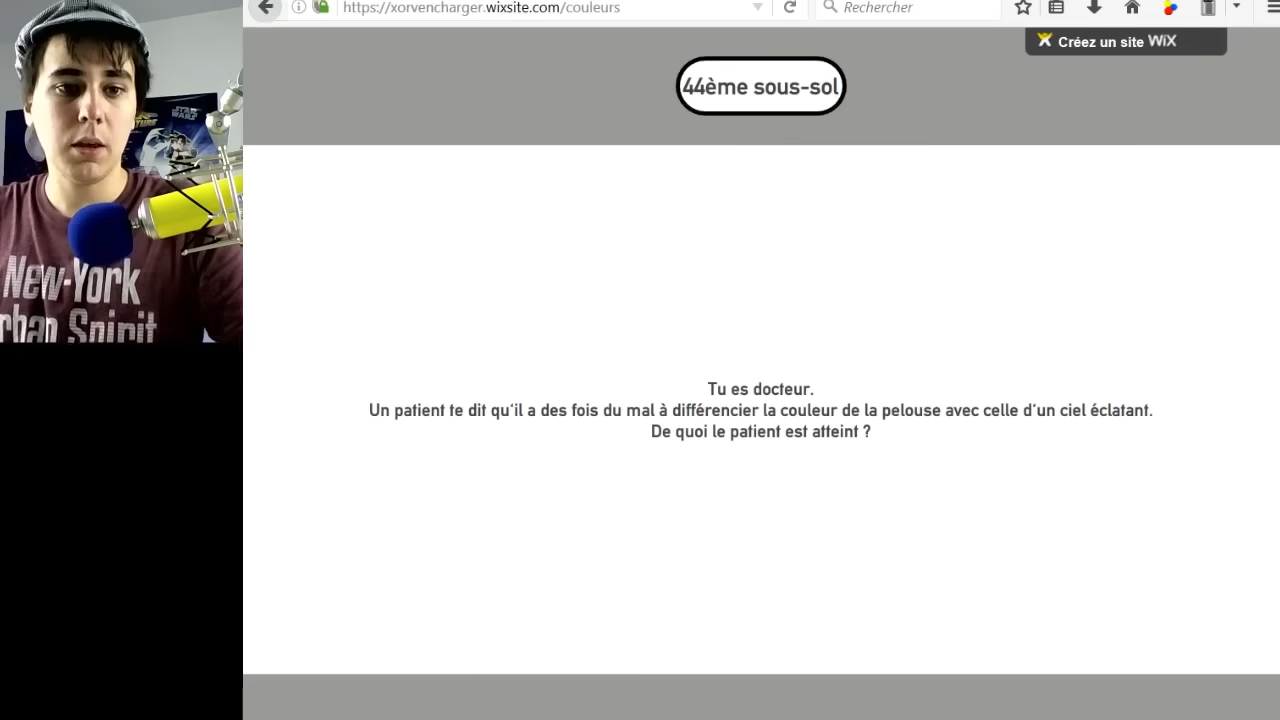 https://xorvencharger.wixsite.com/couleurs
Rechercher
Créez un site WiX
44ème sous-sol
STAR WARS
New-York
rban Spirit
Tu es docteur.
Un patient te dit qu'il a des fois du mal à différencier la couleur de la pelouse avec celle d'un ciel éclatant.
De quoi le patient est atteint ?